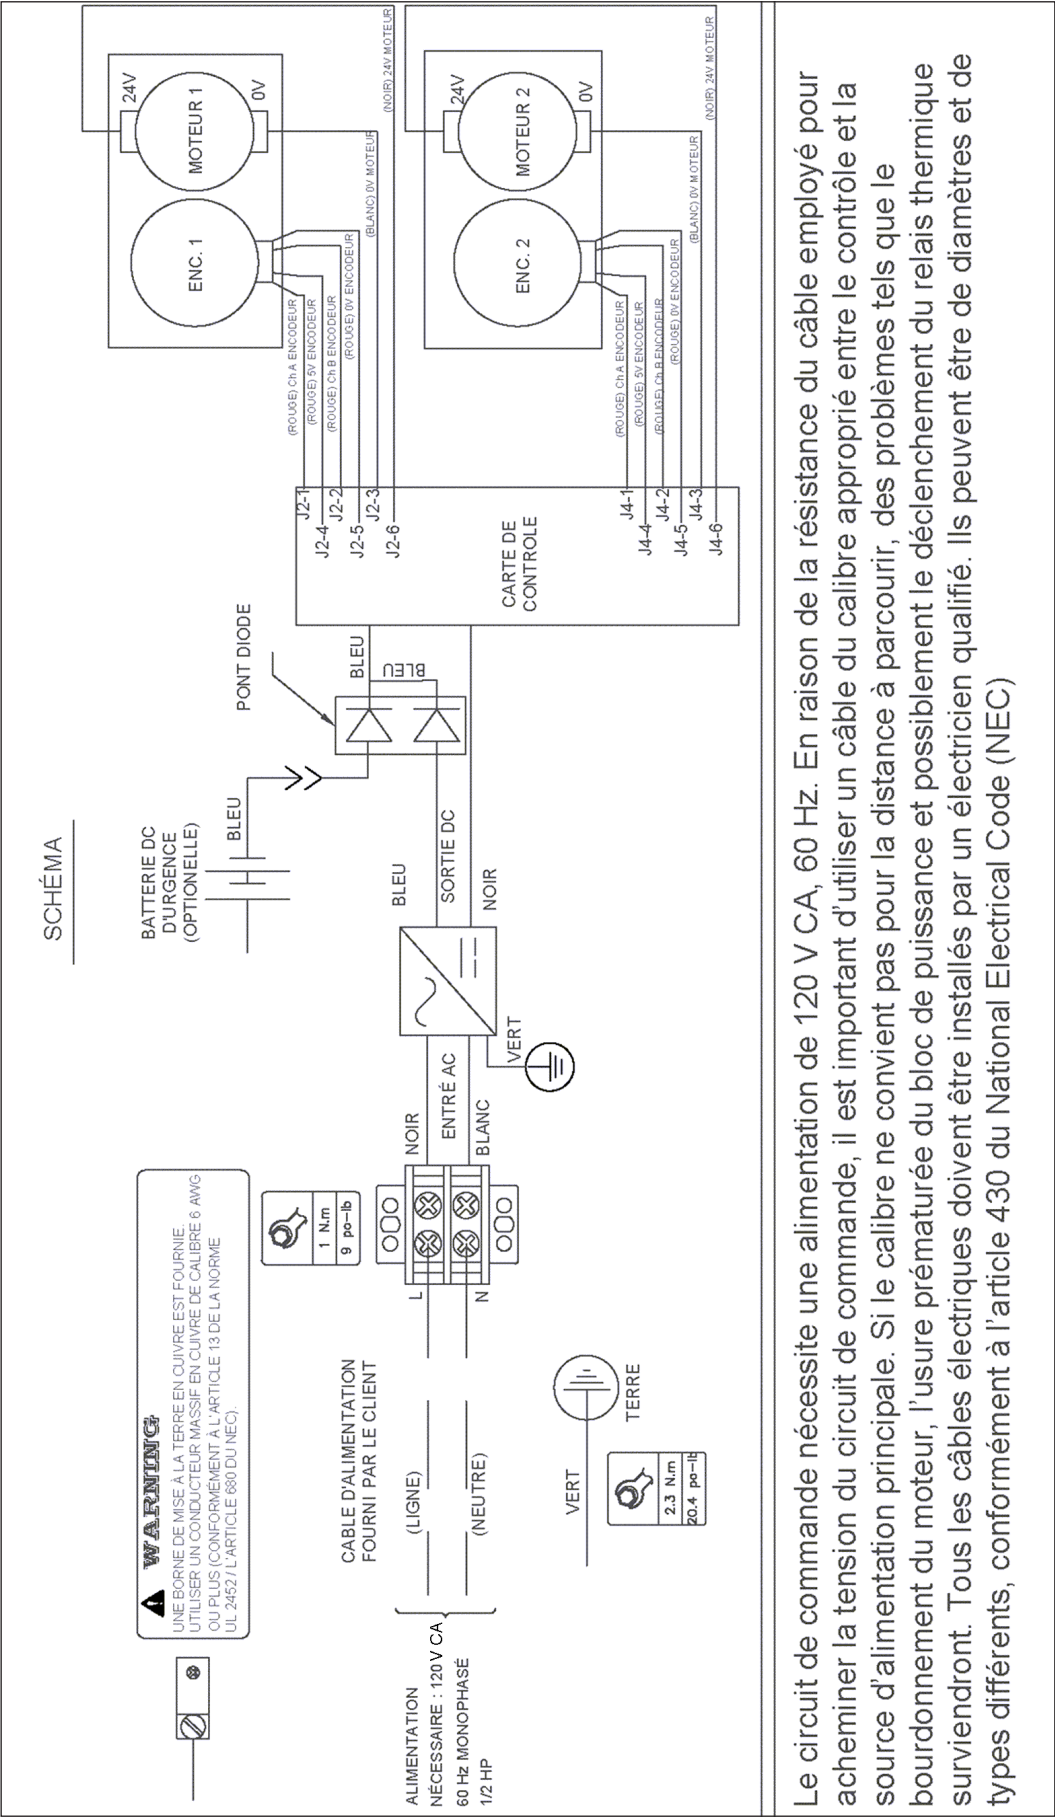 SCHÉMA
WARNING
UNE BORNE DE MISE À LA TERRE EN CUIVRE EST FOURNIE.
UTILISER UN CONDUCTEUR MASSIF EN CUIVRE DE CALIBRE 6 AWG
OU PLUS (CONFORMÉMENT À L'ARTICLE 13 DE LA NORME
UL 2452 / L'ARTICLE 680 DU NEC).
1 N.m
9 po-lb
ALIMENTATION
NÉCESSAIRE : 120 V CA
60 Hz MONOPHASÉ
1/2 HP
CABLE D'ALIMENTATION
FOURNI PAR LE CLIENT
(LIGNE)
(NEUTRE)
L
N
VERT
TERRE
2.3 N.m
20.4 po-lb
NOIR
ENTRÉ AC
BLANC
VERT
BATTERIE DC
D'URGENCE
(OPTIONELLE)
BLEU
BLEU
SORTIE DC
NOIR
PONT DIODE
BLEU
BLEU
CARTE DE
CONTROLE
J2-1
J2-4
J2-2
J2-5
J2-3
J2-6
J4-1
J4-4
J4-2
J4-5
J4-3
J4-6
(ROUGE) Ch A ENCODEUR
(ROUGE) 5V ENCODEUR
(ROUGE) Ch B ENCODEUR
(ROUGE) 0V ENCODEUR
(BLANC) 0V MOTEUR
(NOIR) 24V MOTEUR
ENC. 1
MOTEUR 1
24V
0V
(ROUGE) Ch A ENCODEUR
(ROUGE) 5V ENCODEUR
(ROUGE) Ch B ENCODEUR
(ROUGE) 0V ENCODEUR
(BLANC) 0V MOTEUR
(NOIR) 24V MOTEUR
ENC. 2
MOTEUR 2
24V
0V
Le circuit de commande nécessite une alimentation de 120 V CA, 60 Hz. En raison de la résistance du câble employé pour
acheminer la tension du circuit de commande, il est important d'utiliser un câble du calibre approprié entre le contrôle et la
source d'alimentation principale. Si le calibre ne convient pas pour la distance à parcourir, des problèmes tels que le
bourdonnement du moteur, l'usure prématurée du bloc de puissance et possiblement le déclenchement du relais thermique
surviendront. Tous les câbles électriques doivent être installés par un électricien qualifié. Ils peuvent être de diamètres et de
types différents, conformément à l'article 430 du National Electrical Code (NEC)